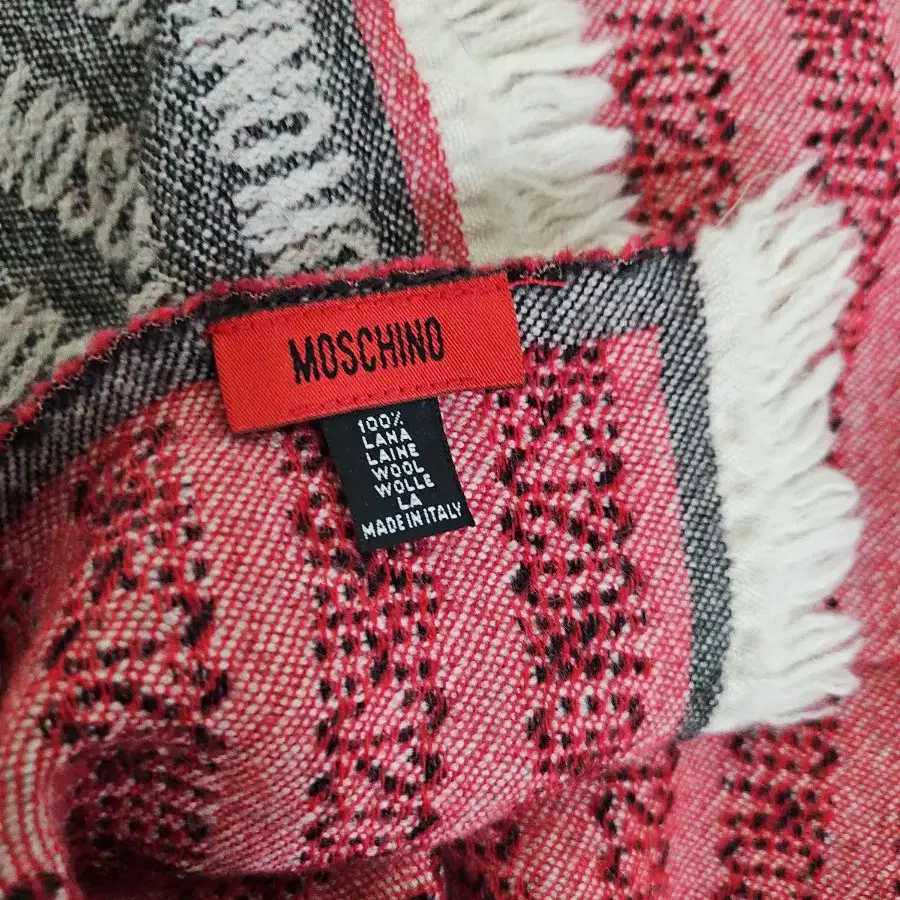 MOSCHINO
100%
LANA
LAINE
WOOL
WOLLE
LA
MADE IN ITALY